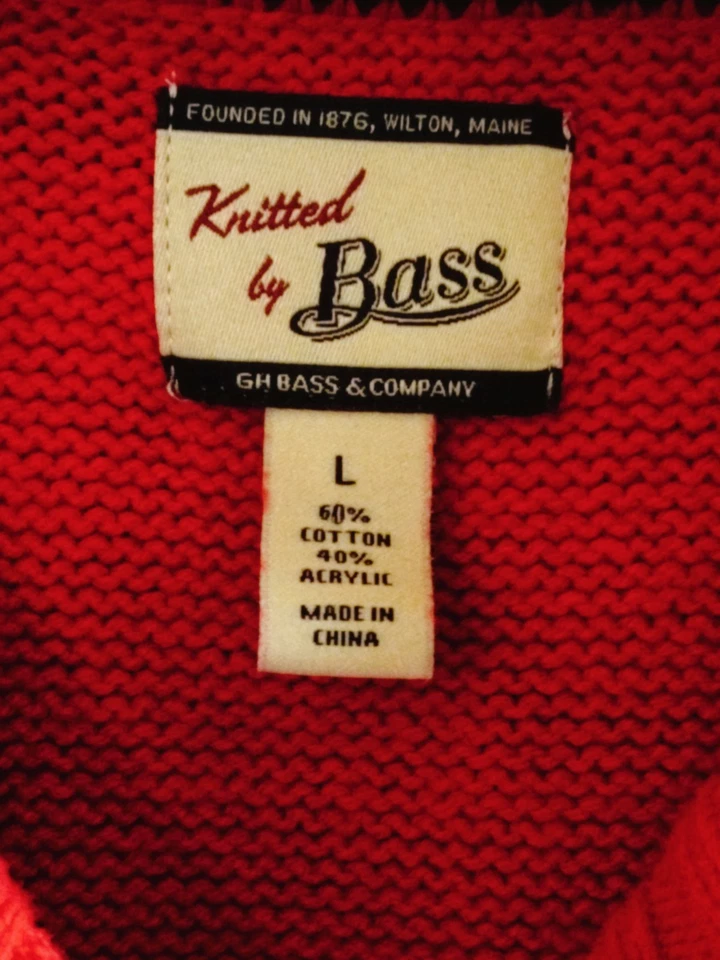 FOUNDED IN 1876, WILTON, MAINE
Knitted
by Bass
GH BASS & COMPANY
L
60%
COTTON
40%
ACRYLIC
MADE IN
CHINA